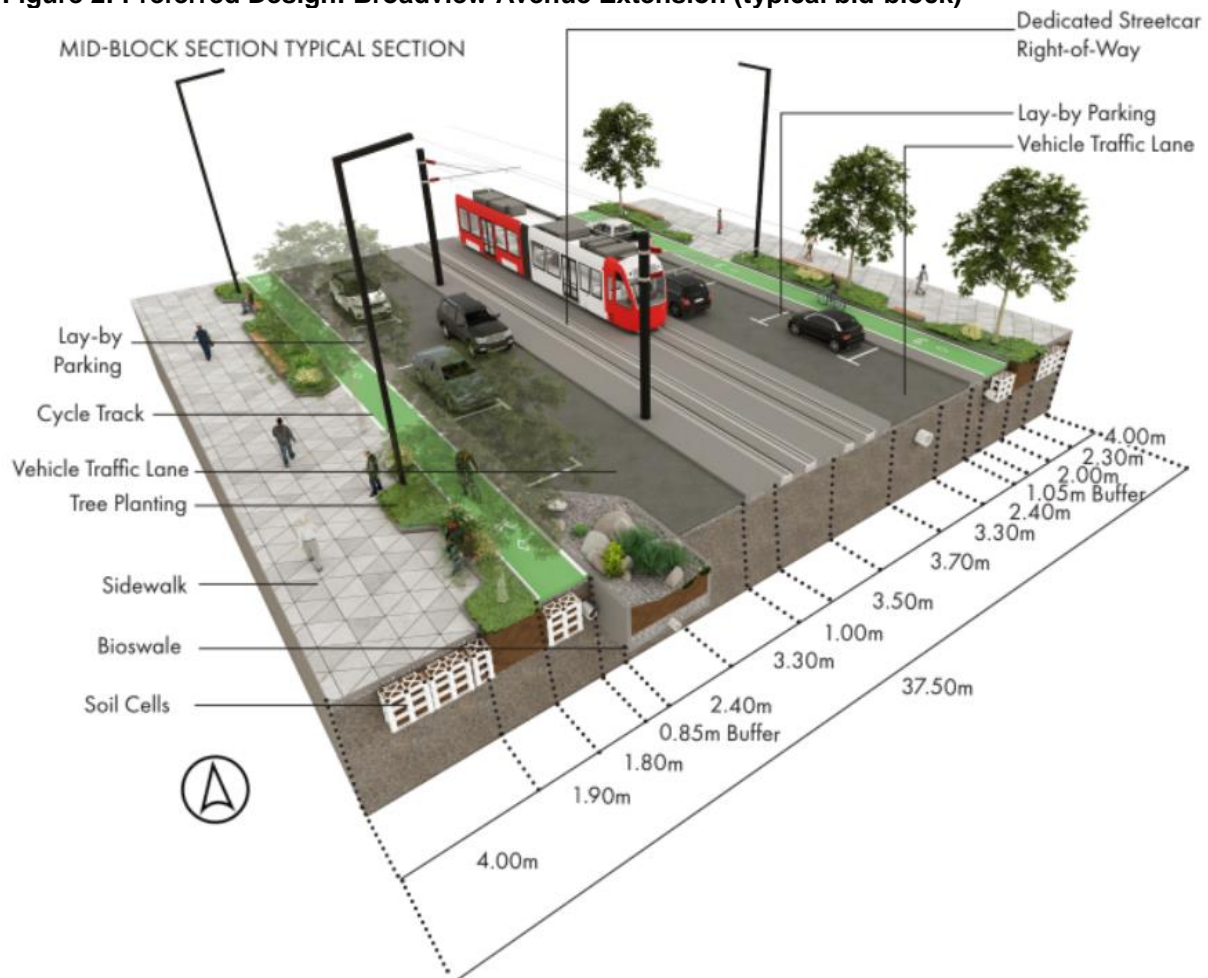 Figure 2: Preferred Design: Broadview Avenue Extension (typical bid-block)
MID-BLOCK SECTION TYPICAL SECTION
Dedicated Streetcar
Right-of-Way
Lay-by Parking
Vehicle Traffic Lane
Lay-by
Parking
Cycle Track
Vehicle Traffic Lane
Tree Planting
Sidewalk
Bioswale
Soil Cells
4.00m
2.30m
2.00m
1.05m Buffer
2.40m
3.30m
3.70m
3.50m
1.00m
3.30m
37.50m
2.40m
0.85m Buffer
1.80m
1.90m
4.00m